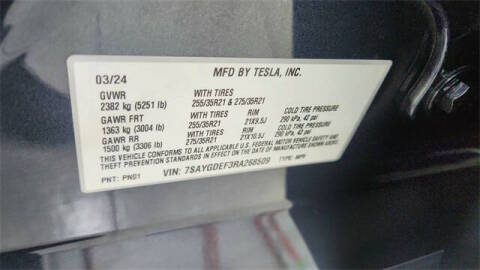 MFD BY TESLA, INC.
03/24
GVWR WITH TIRES
2382 kg (5251 lb) 255/35R21 & 275/35R21
GAWR FRT WITH TIRES RIM COLD TIRE PRESSURE
1363 kg (3004 lb) 255/35R21 21X9.5J 290 kPa, 42 psi
GAWR RR WITH TIRES RIM COLD TIRE PRESSURE
1500 kg (3306 lb) 275/35R21 21X10.5J 290 kPa, 42 psi
THIS VEHICLE CONFORMS TO ALL APPLICABLE U.S. FEDERAL MOTOR VEHICLE SAFETY AND
THEFT PREVENTION STANDARDS IN EFFECT ON THE DATE OF MANUFACTURE SHOWN ABOVE.
PNT: PN01 VIN: 7SAYGDEF3RA268509 TYPE: MPV